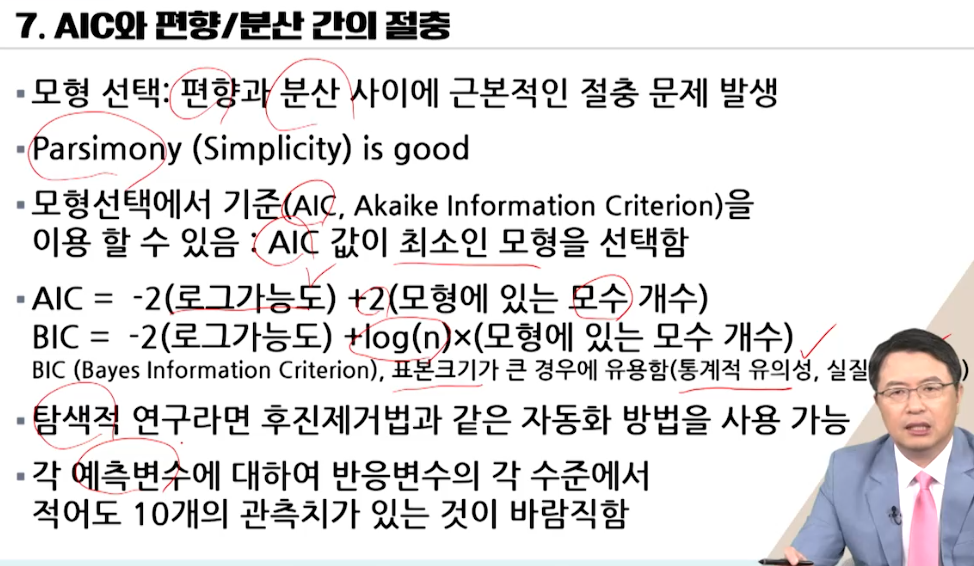 7. AIC와 편향/분산 간의 절충
▪모형 선택: 편향과 분산 사이에 근본적인 절충 문제 발생
▪Parsimony (Simplicity) is good
▪모형선택에서 기준(AIC, Akaike Information Criterion)을
이용 할 수 있음 : AIC 값이 최소인 모형을 선택함
▪AIC = -2(로그가능도) +2(모형에 있는 모수 개수)
BIC = -2(로그가능도) +log(n)×(모형에 있는 모수 개수)
BIC (Bayes Information Criterion), 표본크기가 큰 경우에 유용함(통계적 유의성, 실질
▪탐색적 연구라면 후진제거법과 같은 자동화 방법을 사용 가능
▪각 예측변수에 대하여 반응변수의 각 수준에서
적어도 10개의 관측치가 있는 것이 바람직함